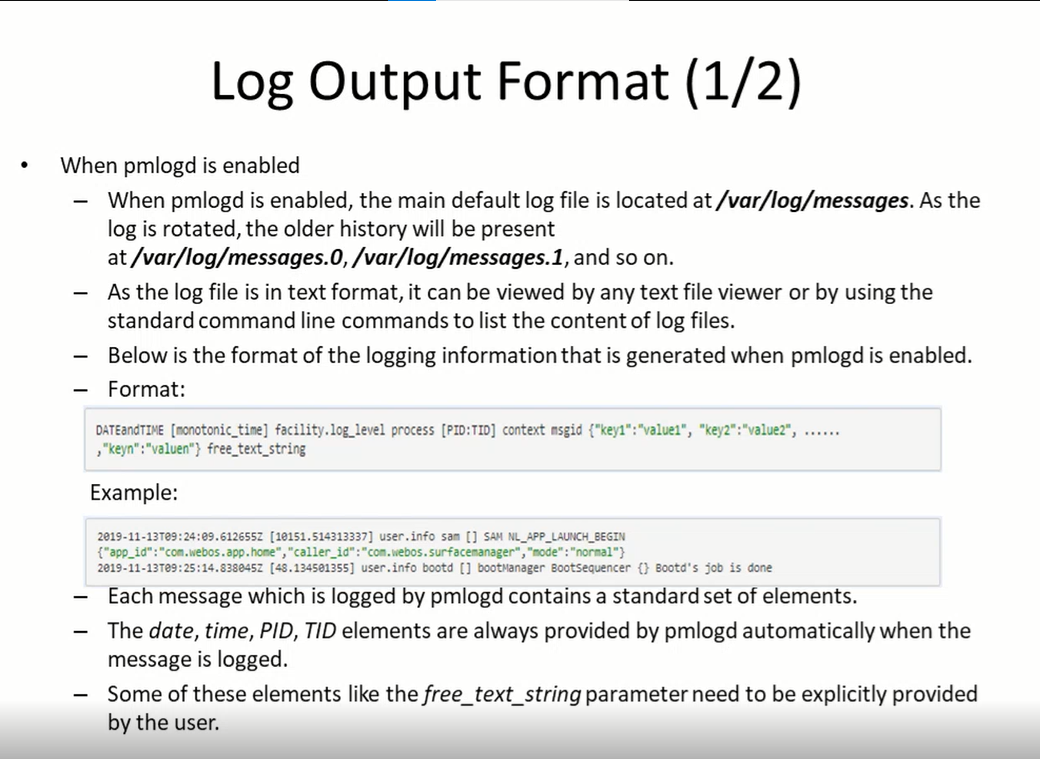 Log Output Format (1/2)
• When pmlogd is enabled
– When pmlogd is enabled, the main default log file is located at /var/log/messages. As the
log is rotated, the older history will be present
at /var/log/messages.0, /var/log/messages.1, and so on.
– As the log file is in text format, it can be viewed by any text file viewer or by using the
standard command line commands to list the content of log files.
– Below is the format of the logging information that is generated when pmlogd is enabled.
– Format:
DATEandTIME [monotonic_time] facility.log_level process [PID:TID] context msgid {"key1":"value1", "key2":"value2", ......
,"keyn":"valuen"} free_text_string
Example:
2019-11-13T09:24:09.612655Z [10151.514313337] user.info sam [] SAM NL_APP_LAUNCH_BEGIN
{"app_id":"com.webos.app.home","caller_id":"com.webos.surfacemanager","mode":"normal"}
2019-11-13T09:25:14.838045Z [48.134501355] user.info bootd [] bootManager BootSequencer {} Bootd's job is done
– Each message which is logged by pmlogd contains a standard set of elements.
– The date, time, PID, TID elements are always provided by pmlogd automatically when the
message is logged.
– Some of these elements like the free_text_string parameter need to be explicitly provided
by the user.